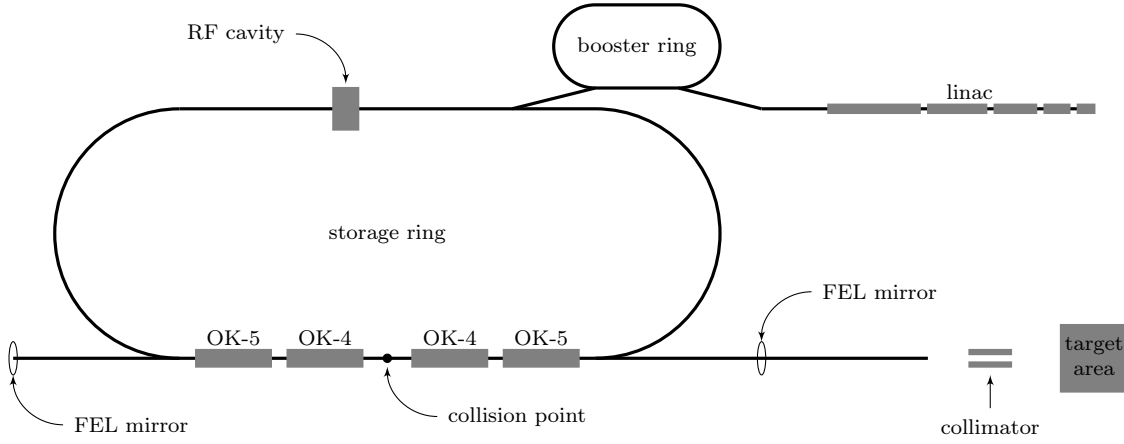 RF cavity
booster ring
linac
storage ring
FEL mirror
OK-5
OK-4
OK-4
OK-5
target
area
FEL mirror
collision point
collimator